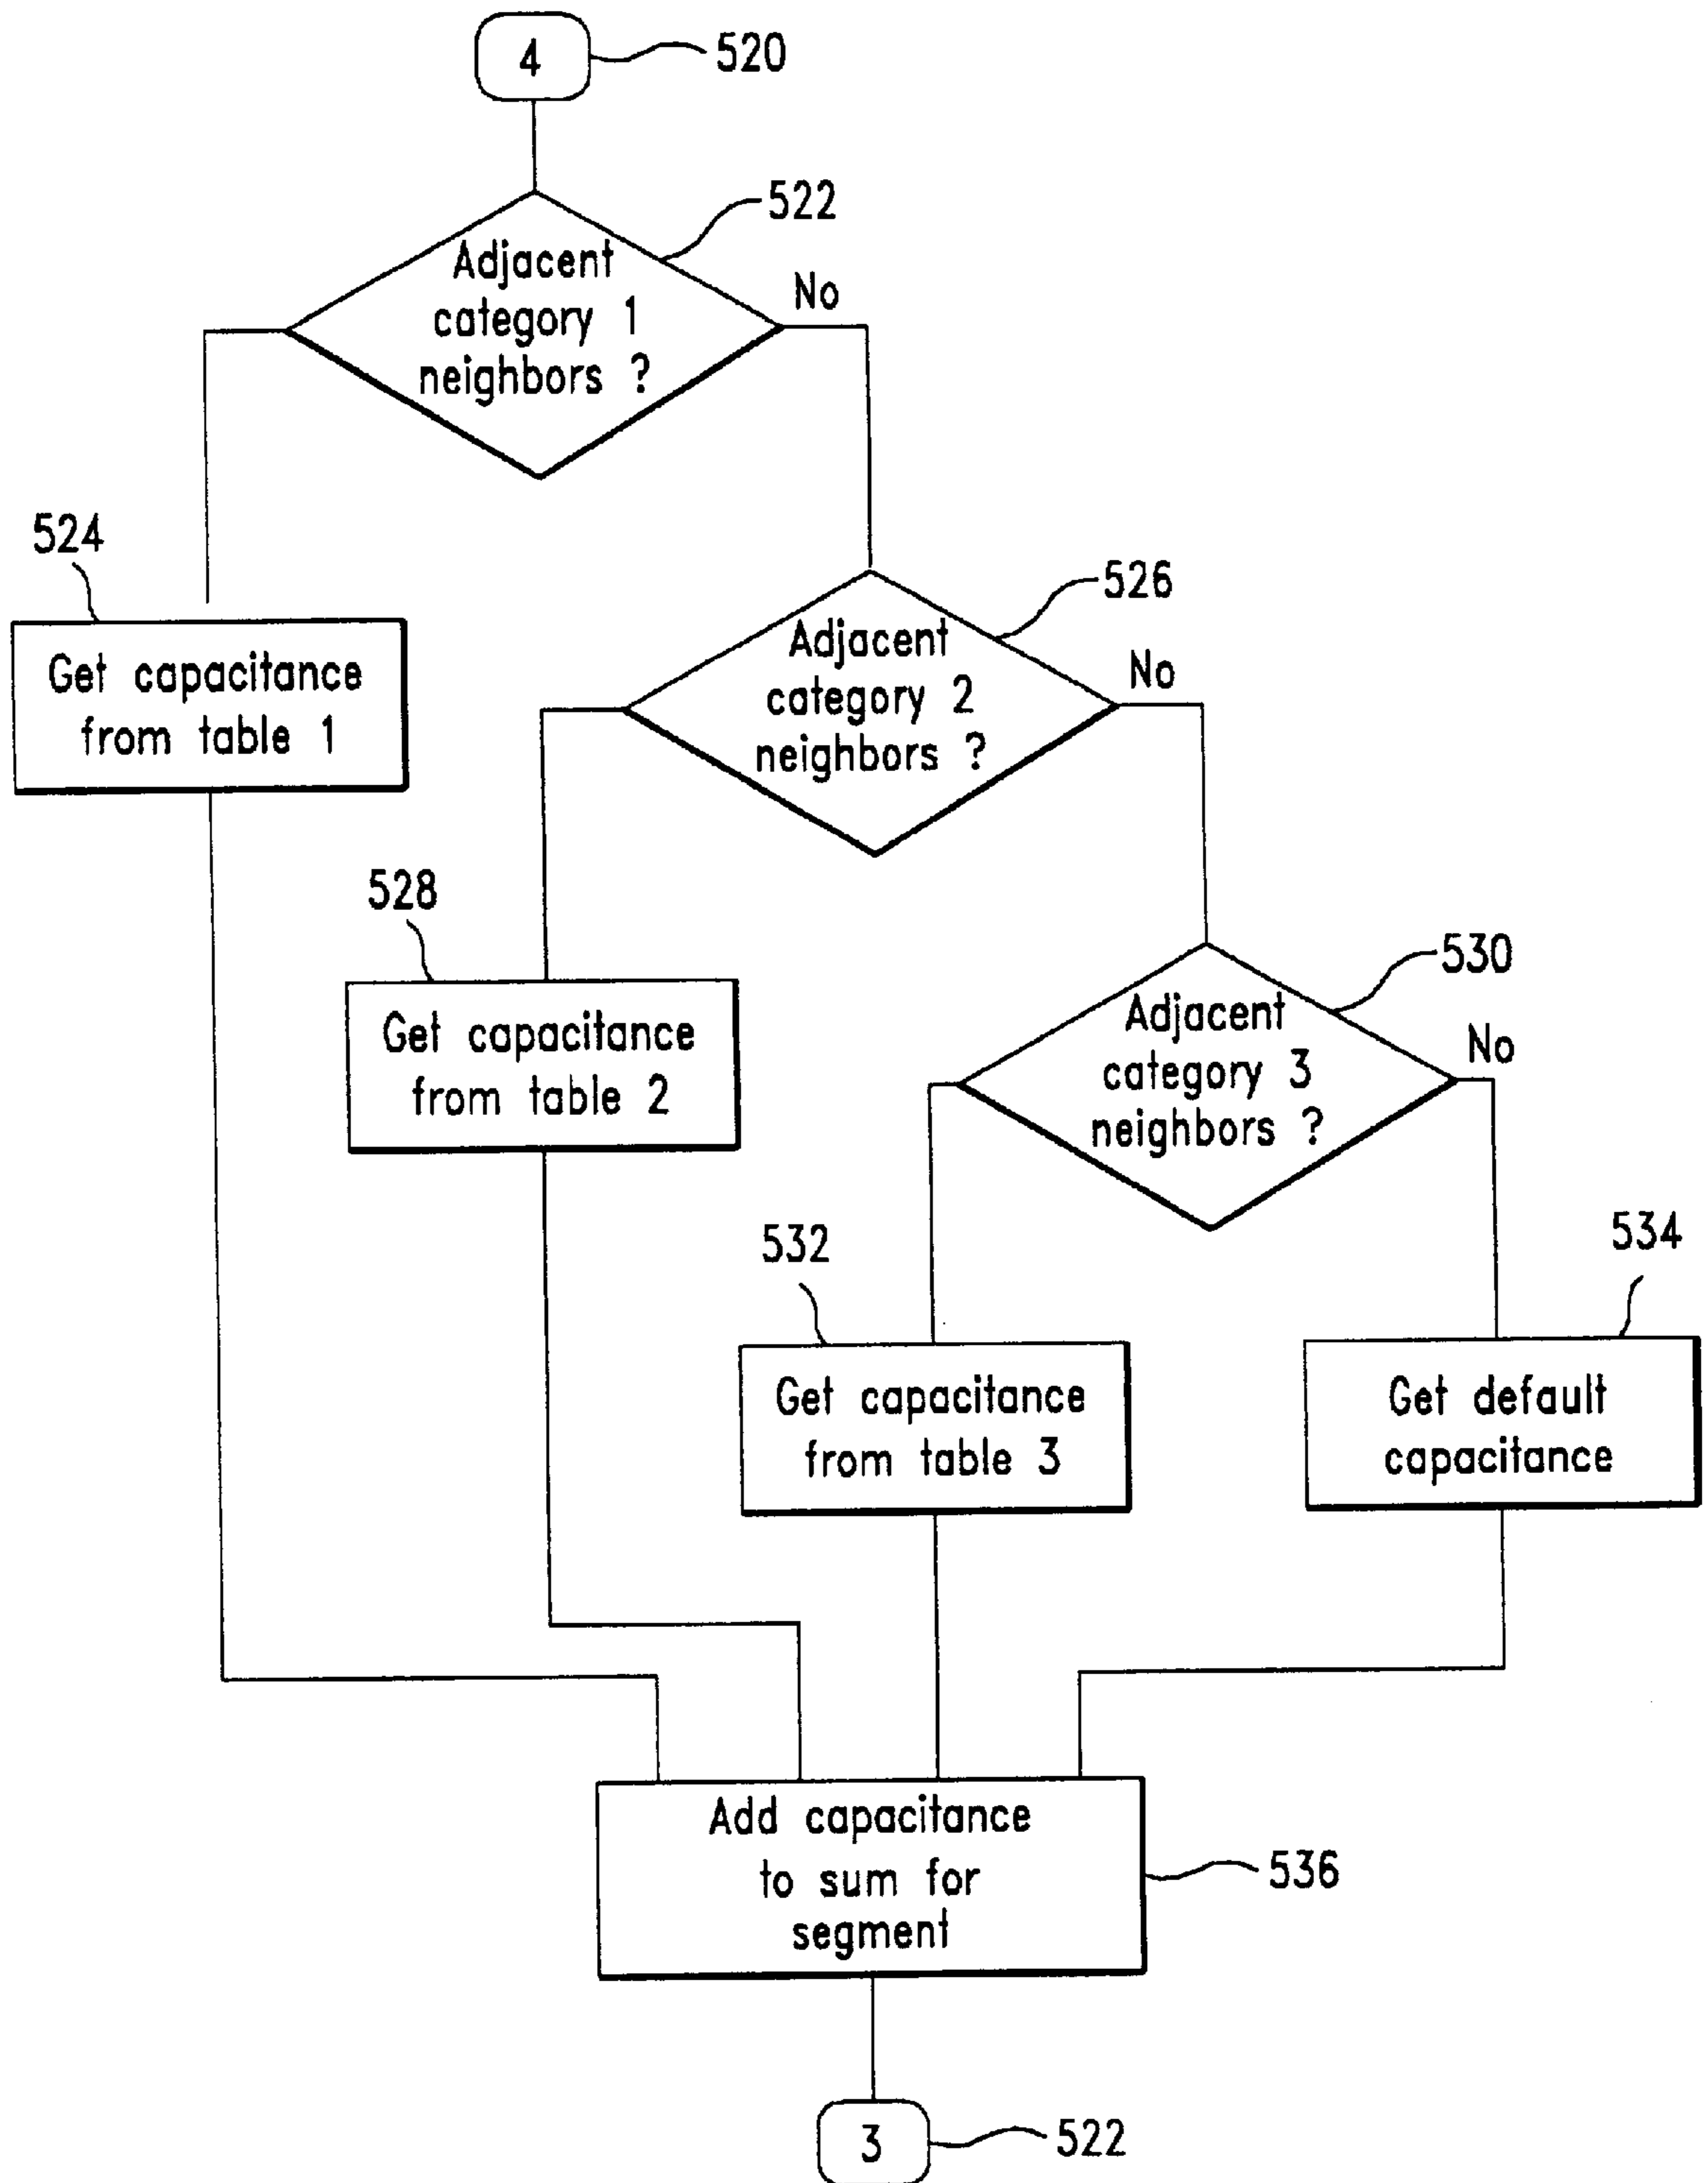 4
520
522
Adjacent
category 1
neighbors ?
No
524
Get capacitance
from table 1
526
Adjacent
category 2
neighbors ?
No
528
Get capacitance
from table 2
530
Adjacent
category 3
neighbors ?
No
532
Get capacitance
from table 3
534
Get default
capacitance
Add capacitance
to sum for
segment
536
3
522